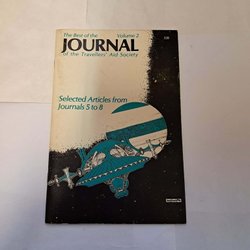 The Best of the Volume 2
JOURNAL
of the Travellers' Aid Society
Selected Articles from
Journals 5 to 8